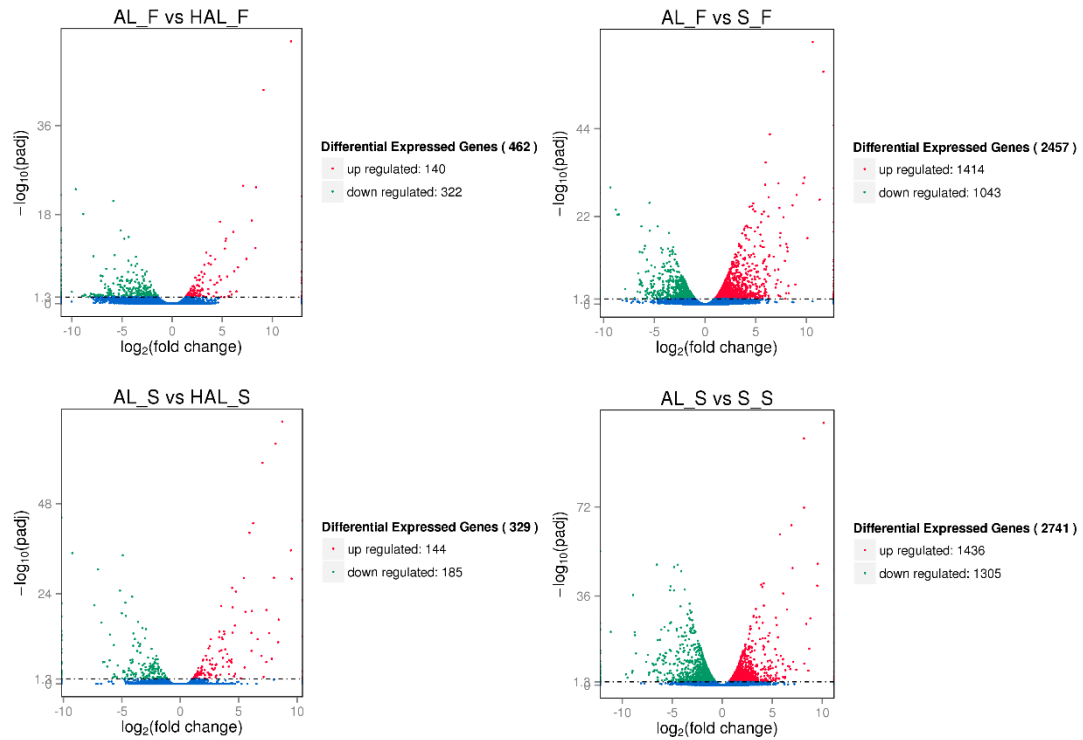 AL_F vs HAL_F
−log10(padj)
36
18
1.3
0
-10
-5
0
5
10
log2(fold change)
Differential Expressed Genes ( 462 )
up regulated: 140
down regulated: 322
AL_F vs S_F
−log10(padj)
44
22
1.3
0
-10
-5
0
5
10
log2(fold change)
Differential Expressed Genes ( 2457 )
up regulated: 1414
down regulated: 1043
AL_S vs HAL_S
−log10(padj)
48
24
1.3
0
-10
-5
0
5
10
log2(fold change)
Differential Expressed Genes ( 329 )
up regulated: 144
down regulated: 185
AL_S vs S_S
−log10(padj)
72
36
1.3
0
-10
-5
0
5
10
log2(fold change)
Differential Expressed Genes ( 2741 )
up regulated: 1436
down regulated: 1305